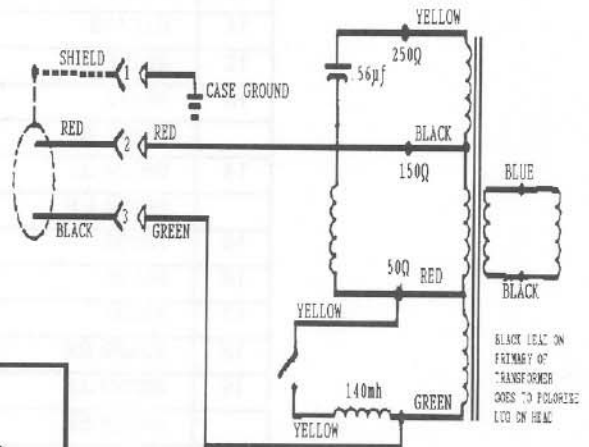 YELLOW
250Ω
SHIELD
1
CASE GROUND
.56µf
RED
2
RED
BLACK
150Ω
BLUE
BLACK
3
GREEN
50Ω
RED
BLACK
YELLOW
140mh
GREEN
YELLOW
BLACK LEAD ON
PRIMARY OF
TRANSFORMER
GOES TO POLORIZE
LUG ON HEAD